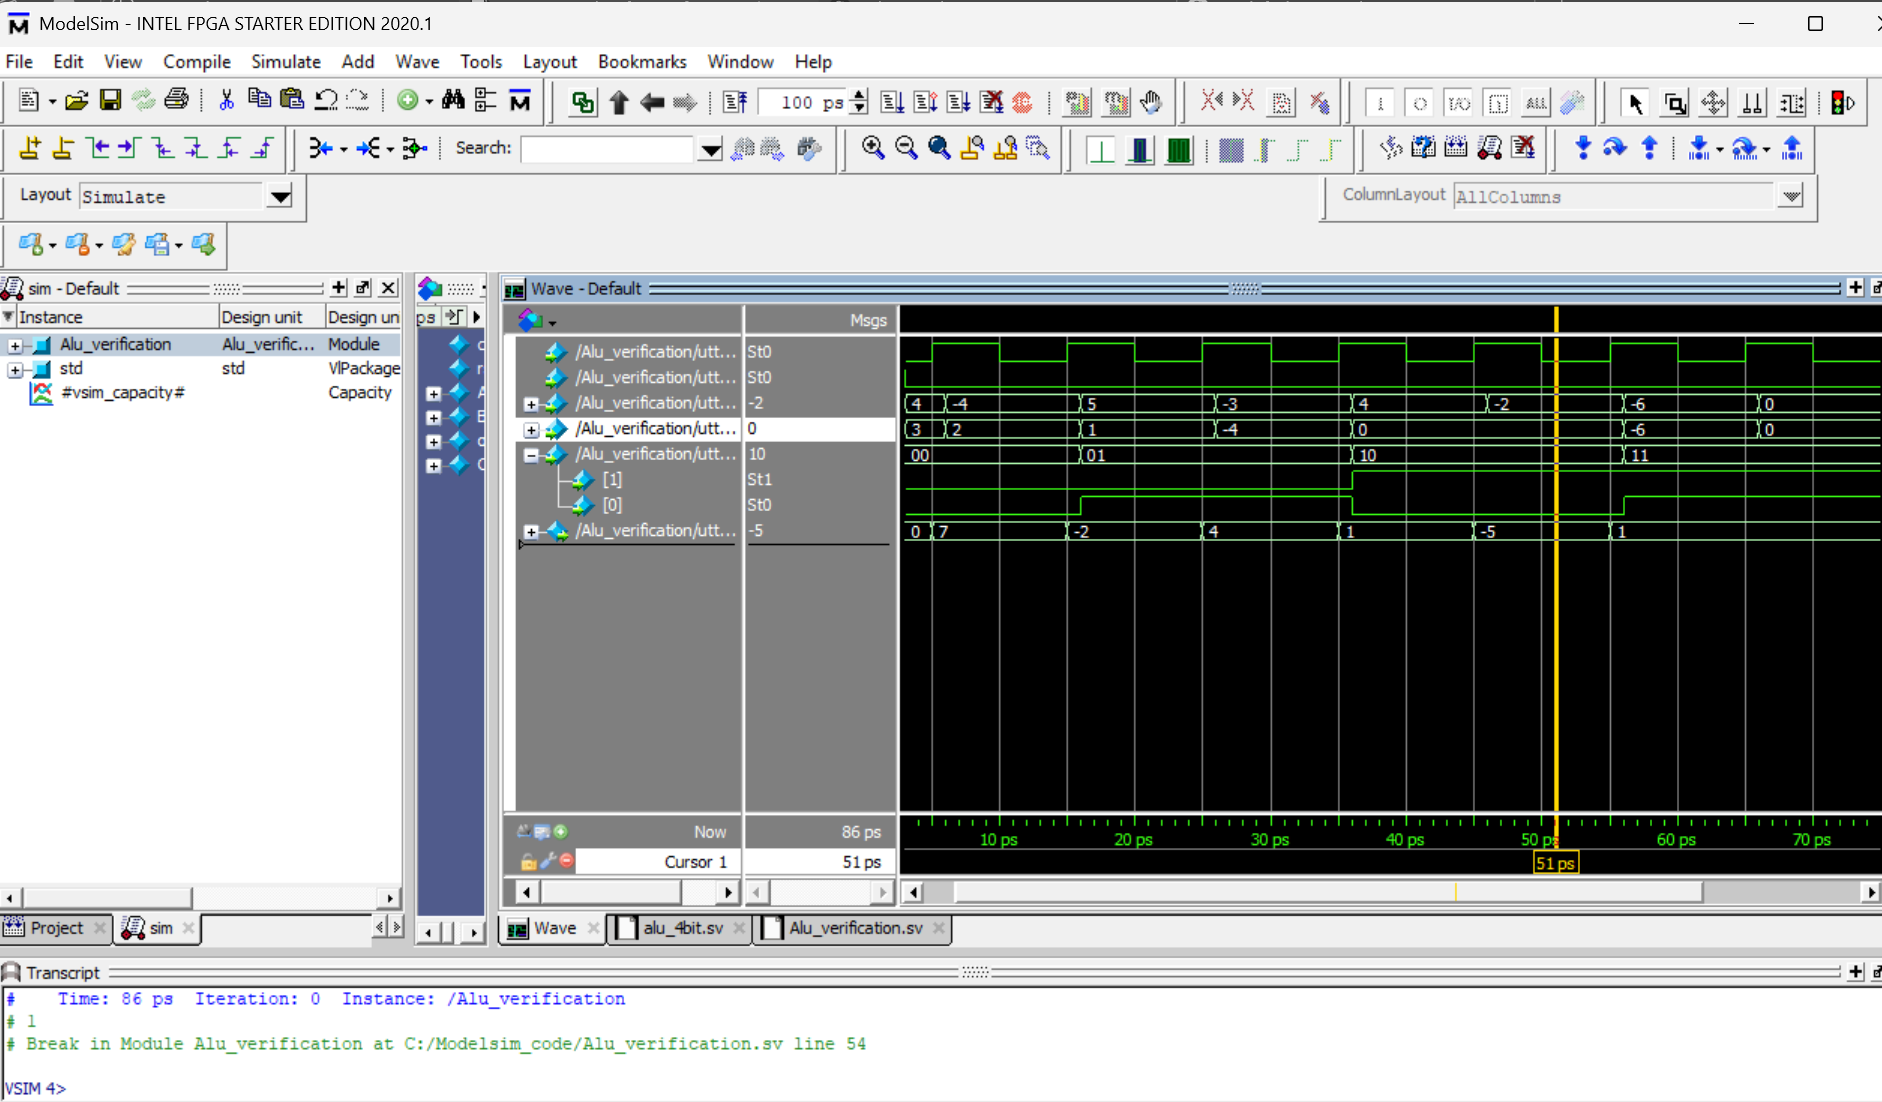 ModelSim - INTEL FPGA STARTER EDITION 2020.1
File Edit View Compile Simulate Add Wave Tools Layout Bookmarks Window Help
100 ps
Search:
Layout Simulate
ColumnLayout AllColumns
sim - Default
Wave - Default
Instance Design unit Design un
ps
Msgs
Alu_verification Alu_verific... Module
std std VlPackage
#vsim_capacity# Capacity
/Alu_verification/utt... St0
/Alu_verification/utt... St0
/Alu_verification/utt... -2 4 -4 5 -3 4 -2 -6 0
/Alu_verification/utt... 0 3 2 1 -4 0 -6 0
/Alu_verification/utt... 10 00 01 10 11
[1] St1
[0] St0
/Alu_verification/utt... -5 0 7 -2 4 1 -5 1
Now 86 ps
10 ps 20 ps 30 ps 40 ps 50 ps 60 ps 70 ps
Cursor 1 51 ps
51 ps
Project sim
Wave alu_4bit.sv Alu_verification.sv
Transcript
# Time: 86 ps Iteration: 0 Instance: /Alu_verification
# 1
# Break in Module Alu_verification at C:/Modelsim_code/Alu_verification.sv line 54
VSIM 4>